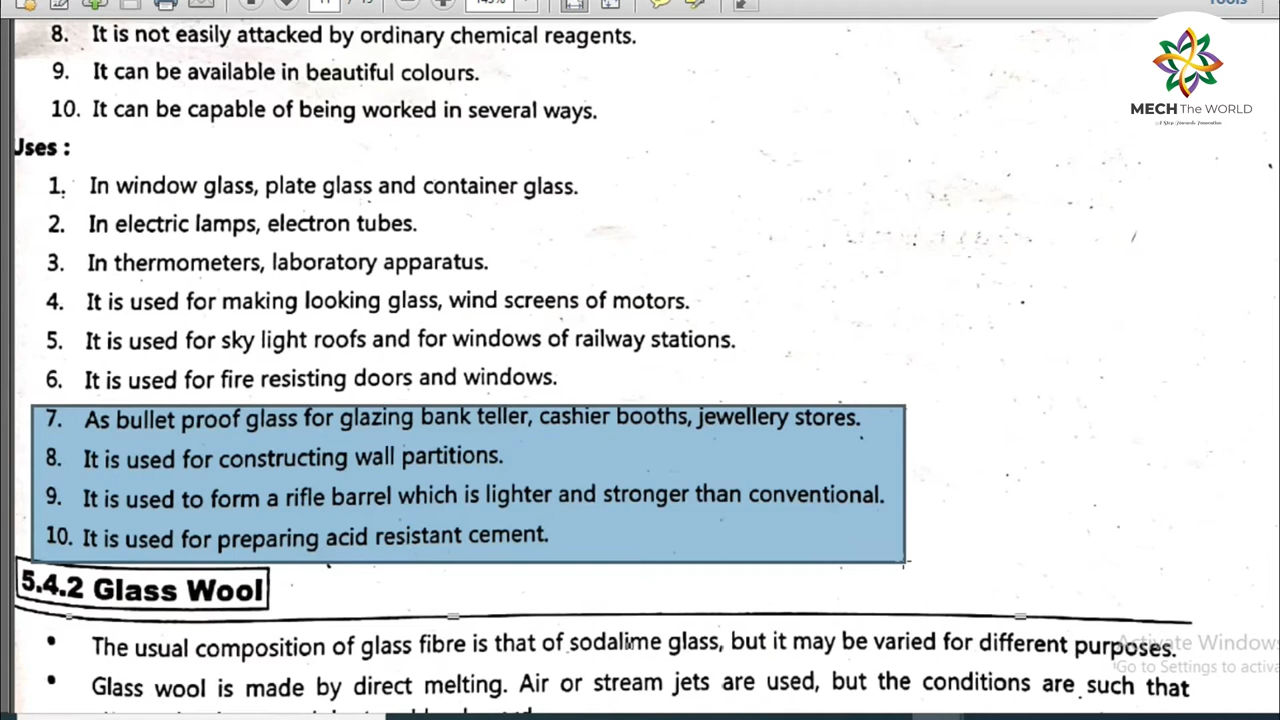 Tools
8. It is not easily attacked by ordinary chemical reagents.
9. It can be available in beautiful colours.
10. It can be capable of being worked in several ways.
MECH The WORLD
Uses :
1. In window glass, plate glass and container glass.
2. In electric lamps, electron tubes.
3. In thermometers, laboratory apparatus.
4. It is used for making looking glass, wind screens of motors.
5. It is used for sky light roofs and for windows of railway stations.
6. It is used for fire resisting doors and windows.
7. As bullet proof glass for glazing bank teller, cashier booths, jewellery stores.
8. It is used for constructing wall partitions.
9. It is used to form a rifle barrel which is lighter and stronger than conventional.
10. It is used for preparing acid resistant cement.
5.4.2 Glass Wool
• The usual composition of glass fibre is that of sodalime glass, but it may be varied for different purposes.
• Glass wool is made by direct melting. Air or stream jets are used, but the conditions are such that
Activate Windows
Go to Settings to activa